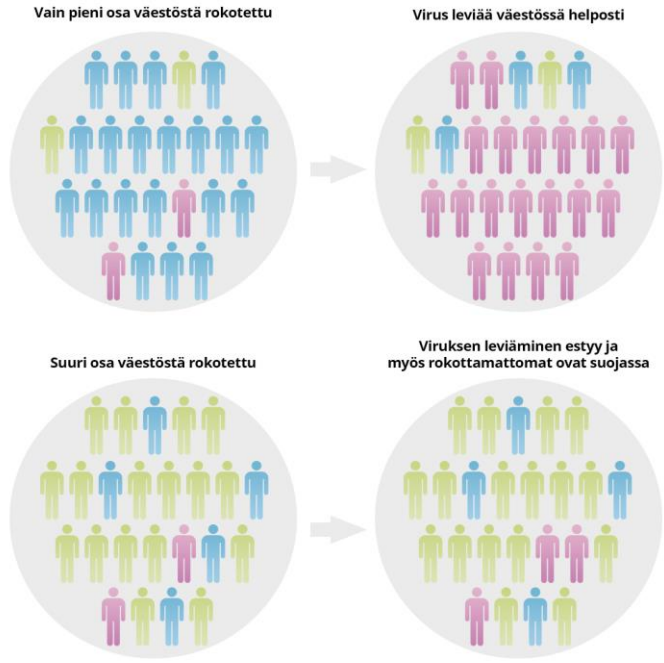 Vain pieni osa väestöstä rokotettu
Virus leviää väestössä helposti
Suuri osa väestöstä rokotettu
Viruksen leviäminen estyy ja
myös rokottamattomat ovat suojassa